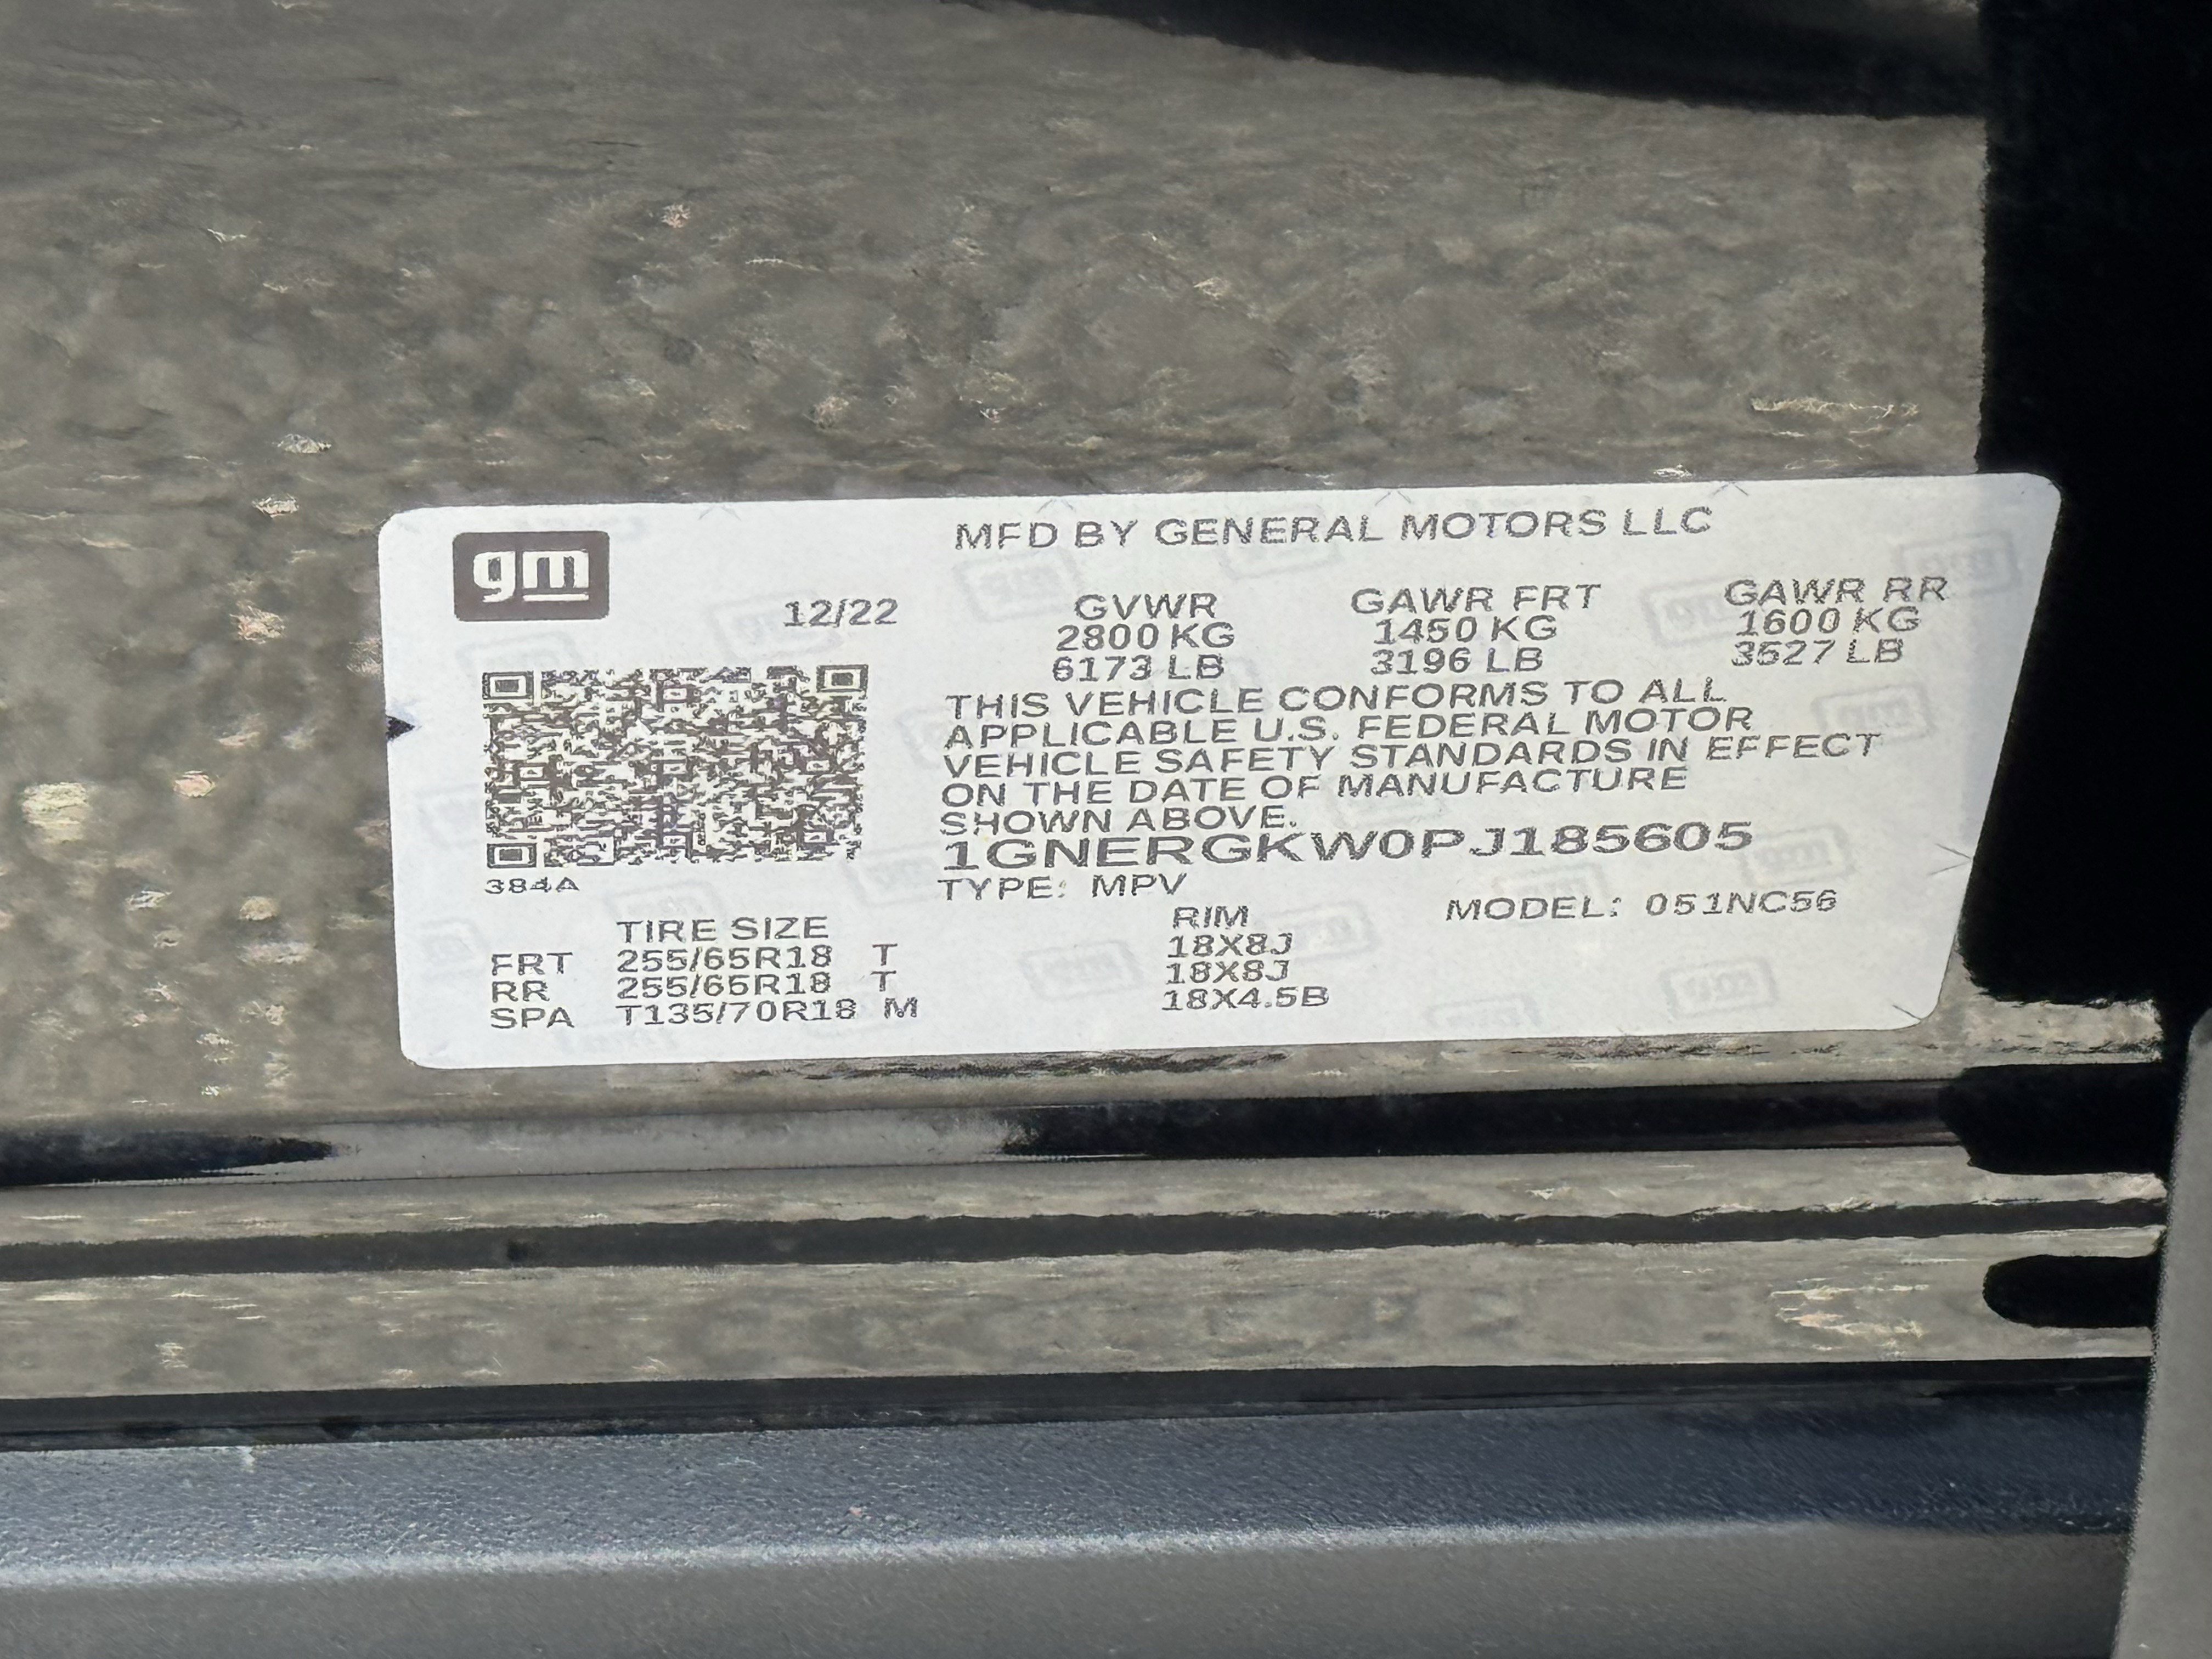 gm
MFD BY GENERAL MOTORS LLC
12/22 GVWR GAWR FRT GAWR RR
2800 KG 1450 KG 1600 KG
6173 LB 3196 LB 3527 LB
THIS VEHICLE CONFORMS TO ALL
APPLICABLE U.S. FEDERAL MOTOR
VEHICLE SAFETY STANDARDS IN EFFECT
ON THE DATE OF MANUFACTURE
SHOWN ABOVE.
1GNERGKW0PJ185605
384A
TYPE: MPV MODEL: 051NC56
TIRE SIZE RIM
FRT 255/65R18 T 18X8J
RR 255/65R18 T 18X8J
SPA T135/70R18 M 18X4.5B